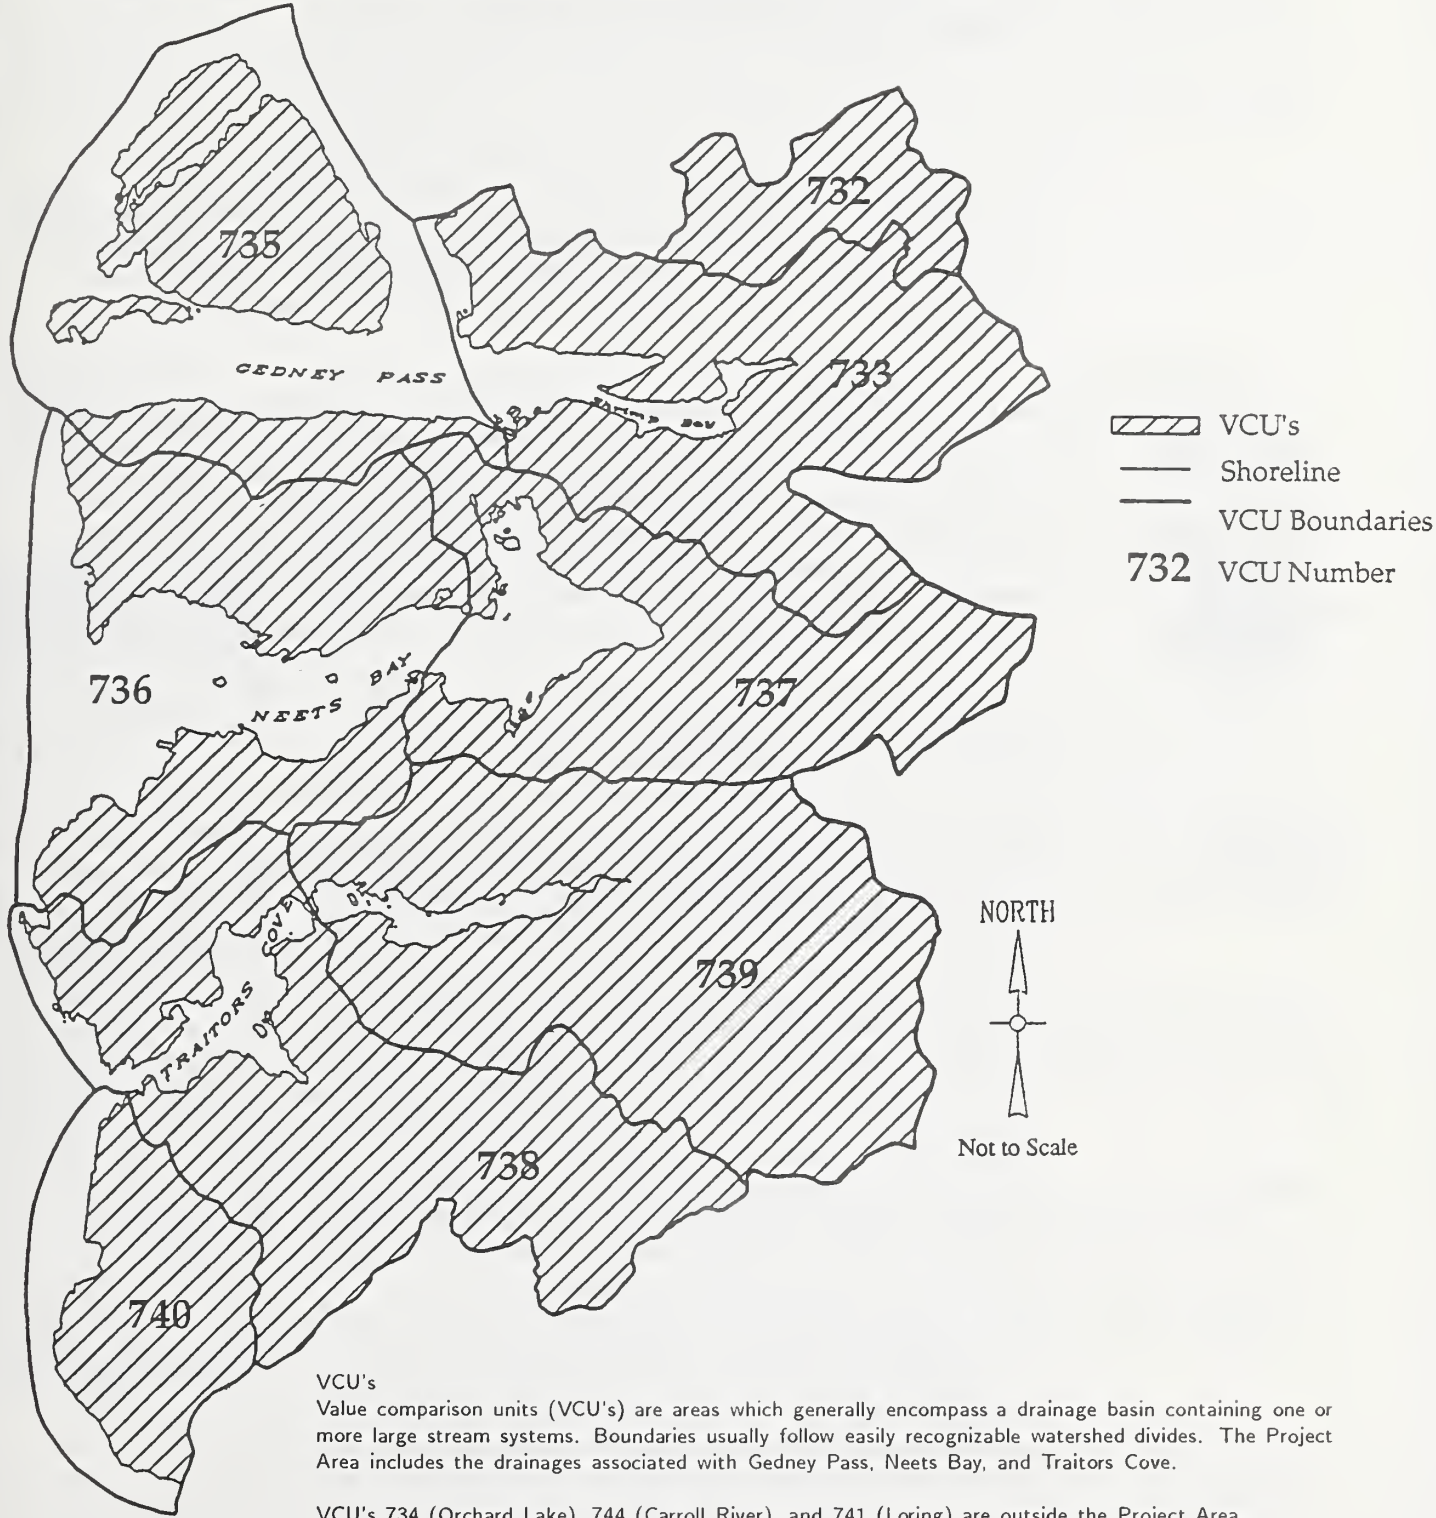 732
735
733
GEDNEY PASS
BOU
VCU's
Shoreline
VCU Boundaries
732 VCU Number
736
NEETS BAY
737
TRAITORS COVE
739
NORTH
Not to Scale
738
740
VCU's
Value comparison units (VCU's) are areas which generally encompass a drainage basin containing one or
more large stream systems. Boundaries usually follow easily recognizable watershed divides. The Project
Area includes the drainages associated with Gedney Pass, Neets Bay, and Traitors Cove.
VCU's 734 (Orchard Lake), 744 (Carroll River), and 741 (Loring) are outside the Project Area